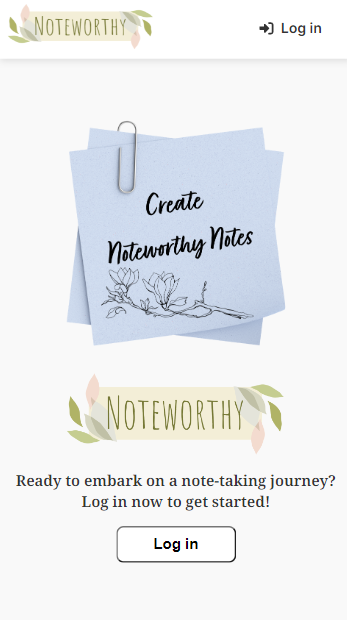 NOTEWORTHY
Log in
Create
Noteworthy Notes
NOTEWORTHY
Ready to embark on a note-taking journey?
Log in now to get started!
Log in